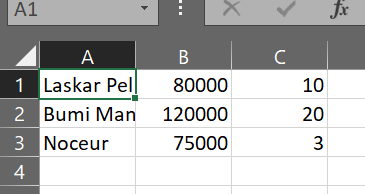 A1
fx
A B C
1 Laskar Pel 80000 10
2 Bumi Man 120000 20
3 Noceur 75000 3
4